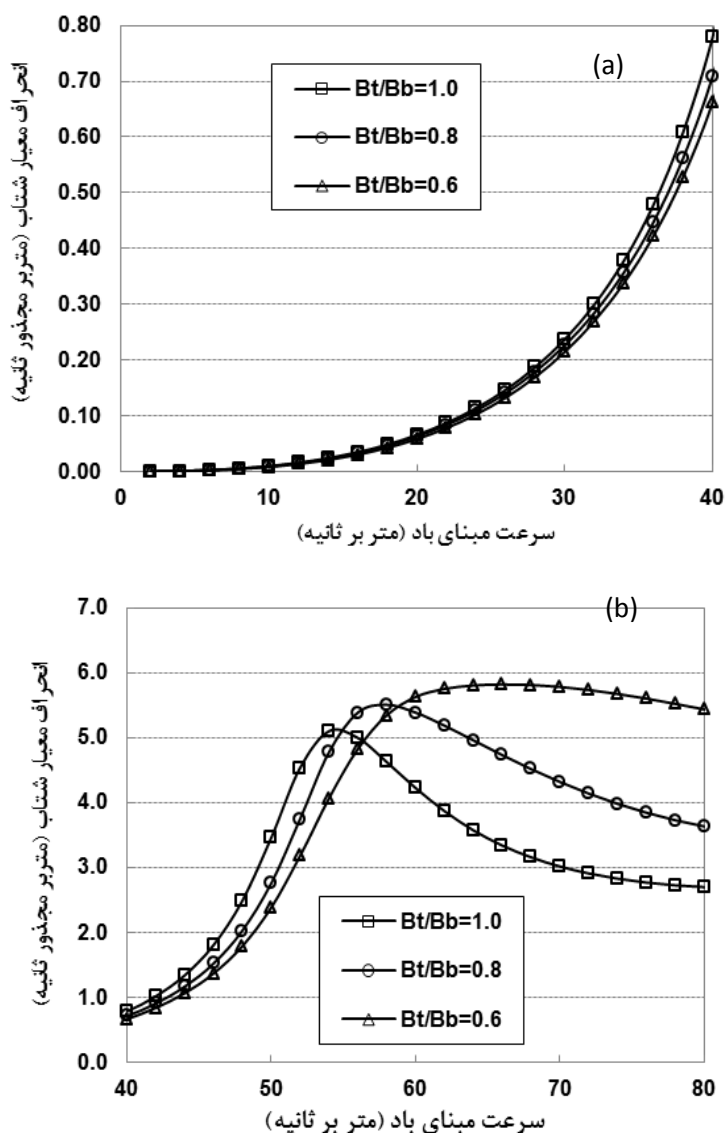 (a)
انحراف معیار شتاب (متربر مجذور ثانیه)
0.80
0.70
0.60
0.50
0.40
0.30
0.20
0.10
0.00
Bt/Bb=1.0
Bt/Bb=0.8
Bt/Bb=0.6
0 10 20 30 40
سرعت مبنای باد (متر بر ثانیه)
(b)
انحراف معیار شتاب (متربر مجذور ثانیه)
7.0
6.0
5.0
4.0
3.0
2.0
1.0
0.0
Bt/Bb=1.0
Bt/Bb=0.8
Bt/Bb=0.6
40 50 60 70 80
سرعت مبنای باد (متر بر ثانیه)